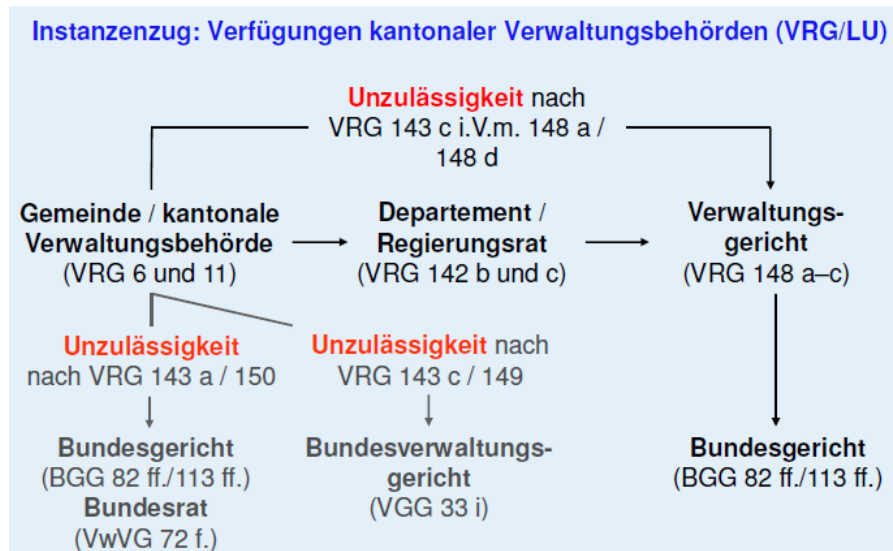 Instanzenzug: Verfügungen kantonaler Verwaltungsbehörden (VRG/LU)
Unzulässigkeit nach
VRG 143 c i.V.m. 148 a /
148 d
Gemeinde / kantonale
Verwaltungsbehörde
(VRG 6 und 11)
Departement /
Regierungsrat
(VRG 142 b und c)
Verwaltungs-
gericht
(VRG 148 a–c)
Unzulässigkeit
nach VRG 143 a / 150
Unzulässigkeit nach
VRG 143 c / 149
Bundesgericht
(BGG 82 ff./113 ff.)
Bundesrat
(VwVG 72 f.)
Bundesverwaltungs-
gericht
(VGG 33 i)
Bundesgericht
(BGG 82 ff./113 ff.)